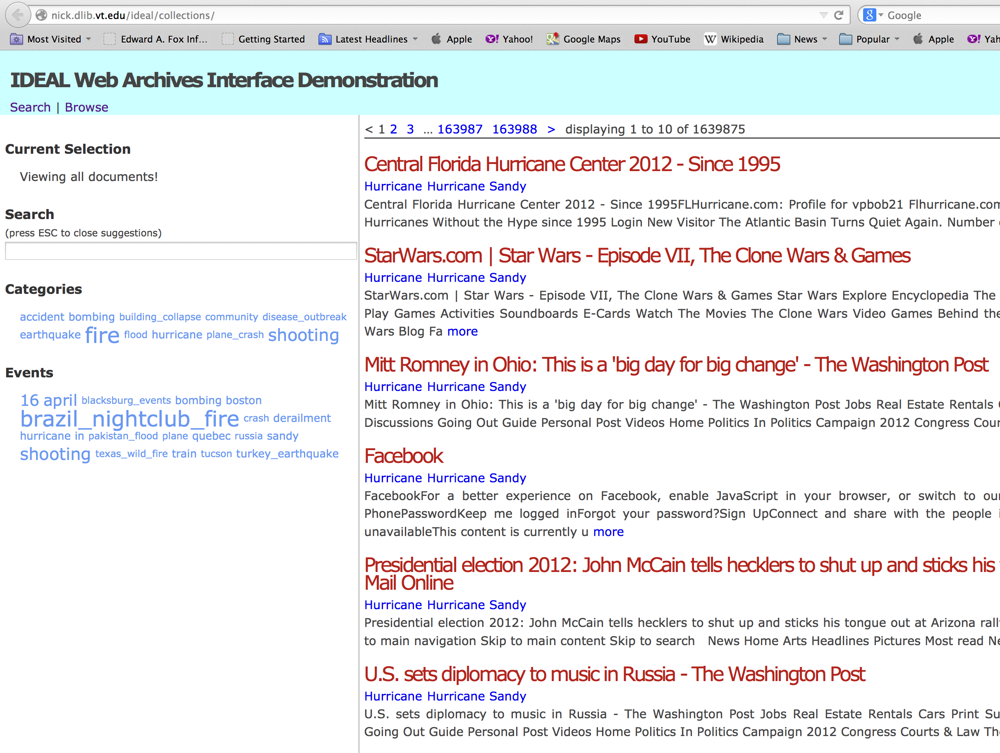 nick.dlib.vt.edu/ideal/collections/
Google
Most Visited Edward A. Fox Inf... Getting Started Latest Headlines Apple Yahoo! Google Maps YouTube Wikipedia News Popular Apple Yah
IDEAL Web Archives Interface Demonstration
Search | Browse
Current Selection
Viewing all documents!
Search
(press ESC to close suggestions)
Categories
accident bombing building_collapse community disease_outbreak
earthquake fire flood hurricane plane_crash shooting
Events
16 april blacksburg_events bombing boston
brazil_nightclub_fire crash derailment
hurricane in pakistan_flood plane quebec russia sandy
shooting texas_wild_fire train tucson turkey_earthquake
< 1 2 3 ... 163987 163988 > displaying 1 to 10 of 1639875
Central Florida Hurricane Center 2012 - Since 1995
Hurricane Hurricane Sandy
Central Florida Hurricane Center 2012 - Since 1995FLHurricane.com: Profile for vpbob21 Flhurricane.com
Hurricanes Without the Hype since 1995 Login New Visitor The Atlantic Basin Turns Quiet Again. Number
StarWars.com | Star Wars - Episode VII, The Clone Wars & Games
Hurricane Hurricane Sandy
StarWars.com | Star Wars - Episode VII, The Clone Wars & Games Star Wars Explore Encyclopedia The
Play Games Activities Soundboards E-Cards Watch The Movies The Clone Wars Video Games Behind the
Wars Blog Fa more
Mitt Romney in Ohio: This is a 'big day for big change' - The Washington Post
Hurricane Hurricane Sandy
Mitt Romney in Ohio: This is a 'big day for big change' - The Washington Post Jobs Real Estate Rentals
Discussions Going Out Guide Personal Post Videos Home Politics In Politics Campaign 2012 Congress Cour
Facebook
Hurricane Hurricane Sandy
FacebookFor a better experience on Facebook, enable JavaScript in your browser, or switch to our
PhonePasswordKeep me logged inForgot your password?Sign UpConnect and share with the people
unavailableThis content is currently u more
Presidential election 2012: John McCain tells hecklers to shut up and sticks his
Mail Online
Hurricane Hurricane Sandy
Presidential election 2012: John McCain tells hecklers to shut up and sticks his tongue out at Arizona rally
to main navigation Skip to main content Skip to search News Home Arts Headlines Pictures Most read Ne
U.S. sets diplomacy to music in Russia - The Washington Post
Hurricane Hurricane Sandy
U.S. sets diplomacy to music in Russia - The Washington Post Jobs Real Estate Rentals Cars Print Su
Going Out Guide Personal Post Videos Home Politics In Politics Campaign 2012 Congress Courts & Law Th